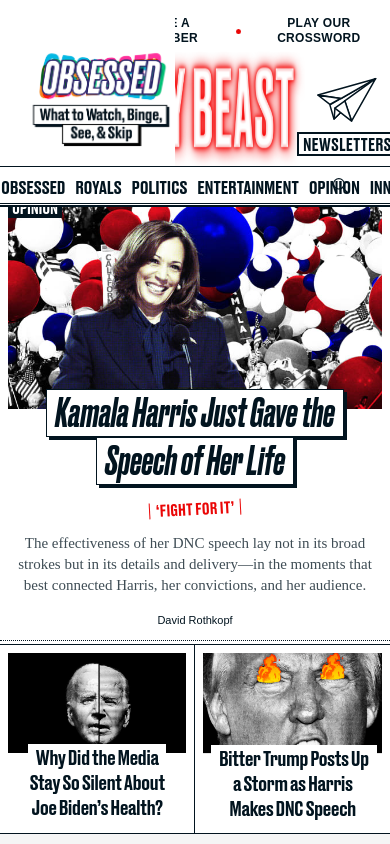 E A
BER
PLAY OUR
CROSSWORD
OBSESSED
What to Watch, Binge,
See, & Skip
Y BEAST
NEWSLETTERS
OBSESSED ROYALS POLITICS ENTERTAINMENT OPINION INN
OPINION
CALIFOR
MALA
Kamala Harris Just Gave the
Speech of Her Life
‘FIGHT FOR IT’
The effectiveness of her DNC speech lay not in its broad
strokes but in its details and delivery—in the moments that
best connected Harris, her convictions, and her audience.
David Rothkopf
Why Did the Media
Stay So Silent About
Joe Biden’s Health?
Bitter Trump Posts Up
a Storm as Harris
Makes DNC Speech